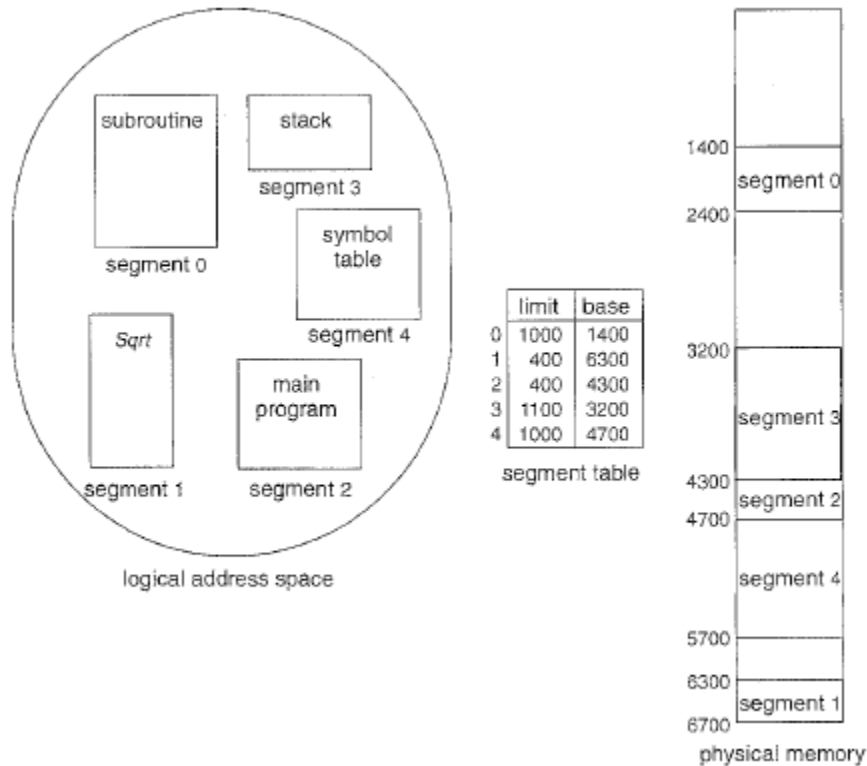 subroutine
stack
segment 3
segment 0
symbol
table
segment 4
Sqrt
main
program
segment 1
segment 2
logical address space
limit base
0 1000 1400
1 400 6300
2 400 4300
3 1100 3200
4 1000 4700
segment table
1400
segment 0
2400
3200
segment 3
4300
segment 2
4700
segment 4
5700
6300
segment 1
6700
physical memory